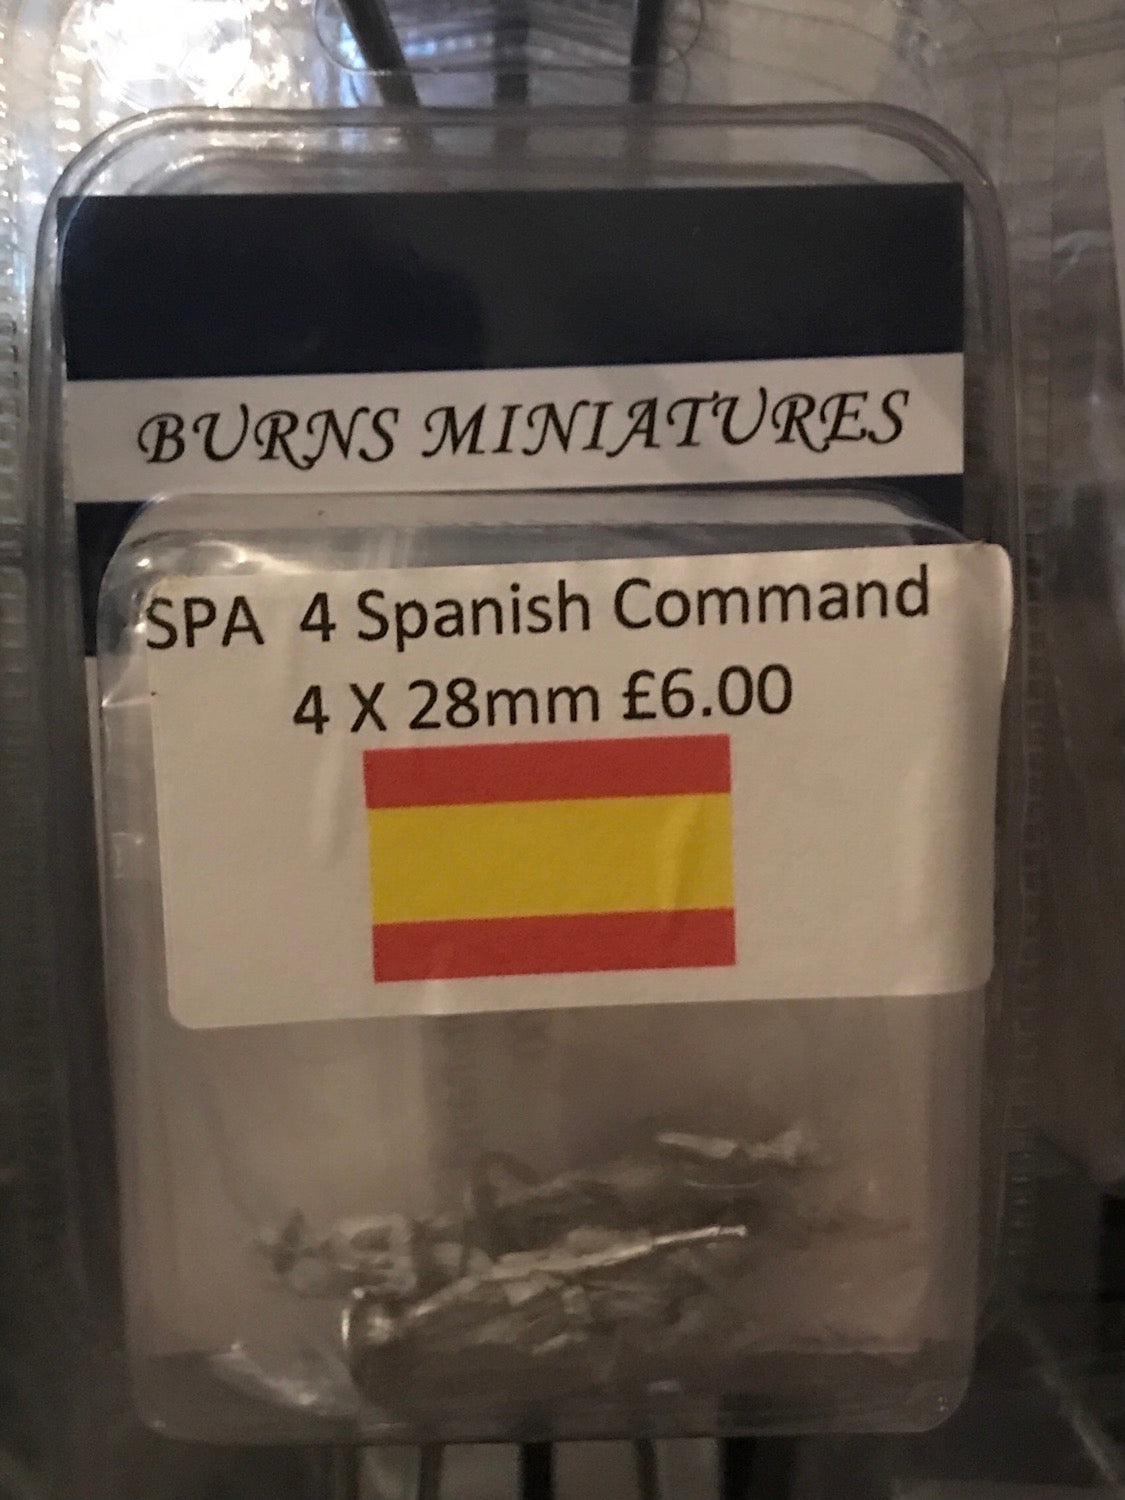 BURNS MINIATURES
SPA 4 Spanish Command
4 X 28mm £6.00